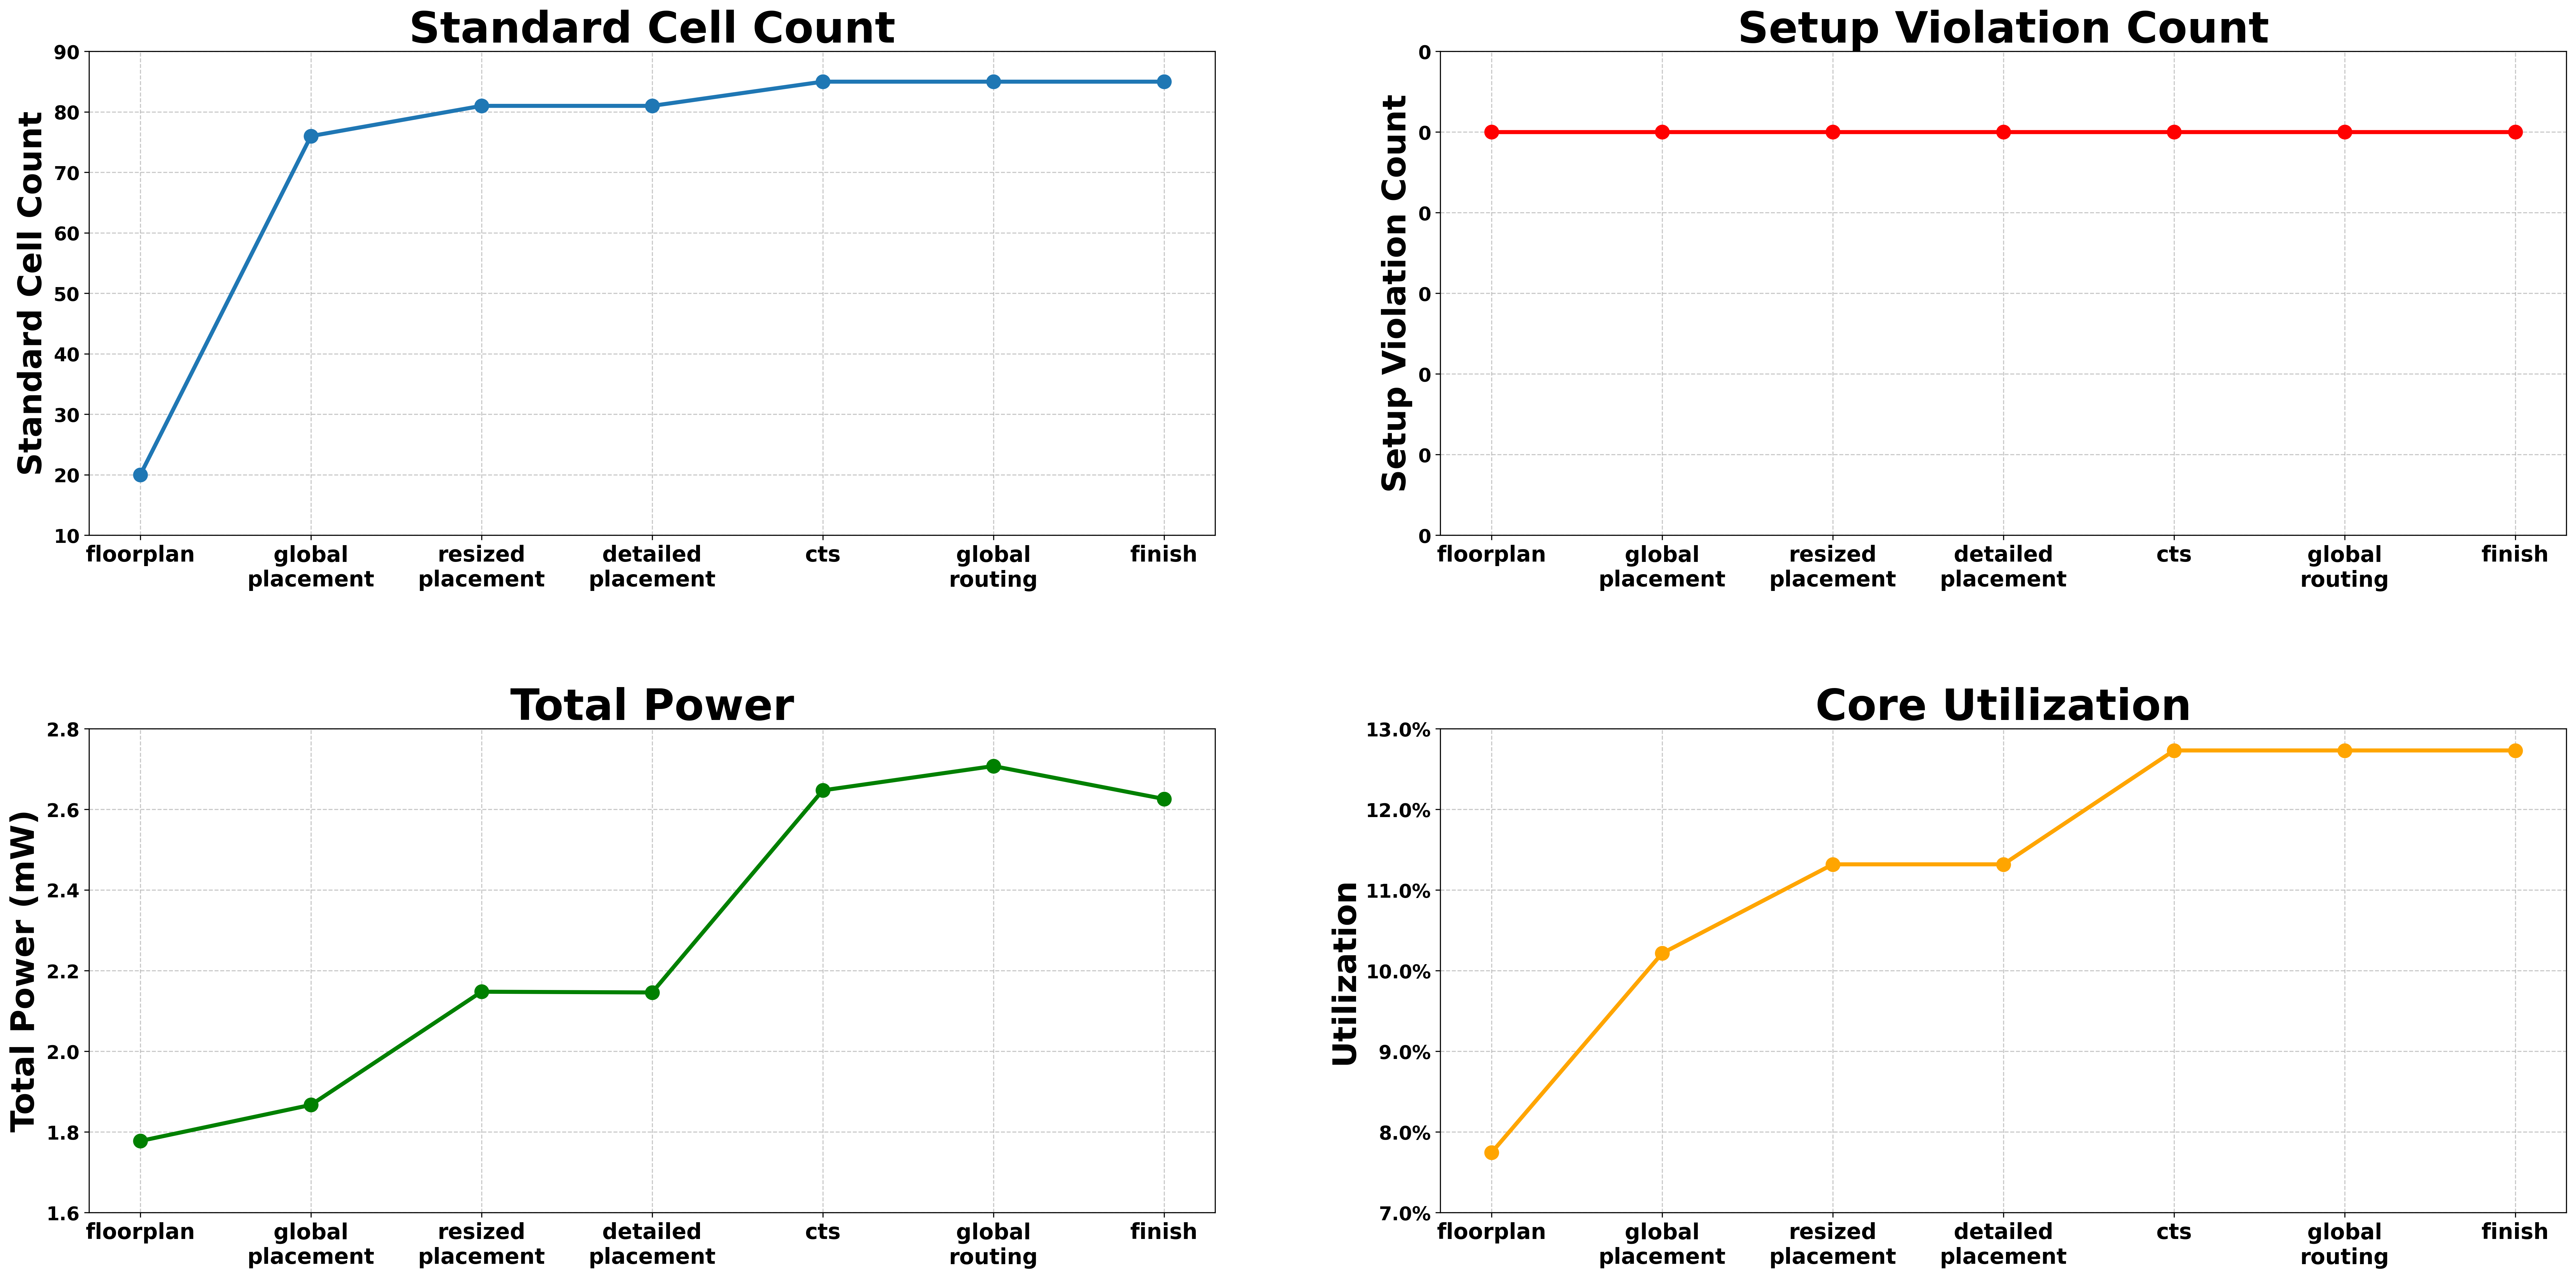 Standard Cell Count
Standard Cell Count
90
80
70
60
50
40
30
20
10
floorplan
global
placement
resized
placement
detailed
placement
cts
global
routing
finish
Setup Violation Count
Setup Violation Count
0
0
0
0
0
0
0
floorplan
global
placement
resized
placement
detailed
placement
cts
global
routing
finish
Total Power
Total Power (mW)
2.8
2.6
2.4
2.2
2.0
1.8
1.6
floorplan
global
placement
resized
placement
detailed
placement
cts
global
routing
finish
Core Utilization
Utilization
13.0%
12.0%
11.0%
10.0%
9.0%
8.0%
7.0%
floorplan
global
placement
resized
placement
detailed
placement
cts
global
routing
finish